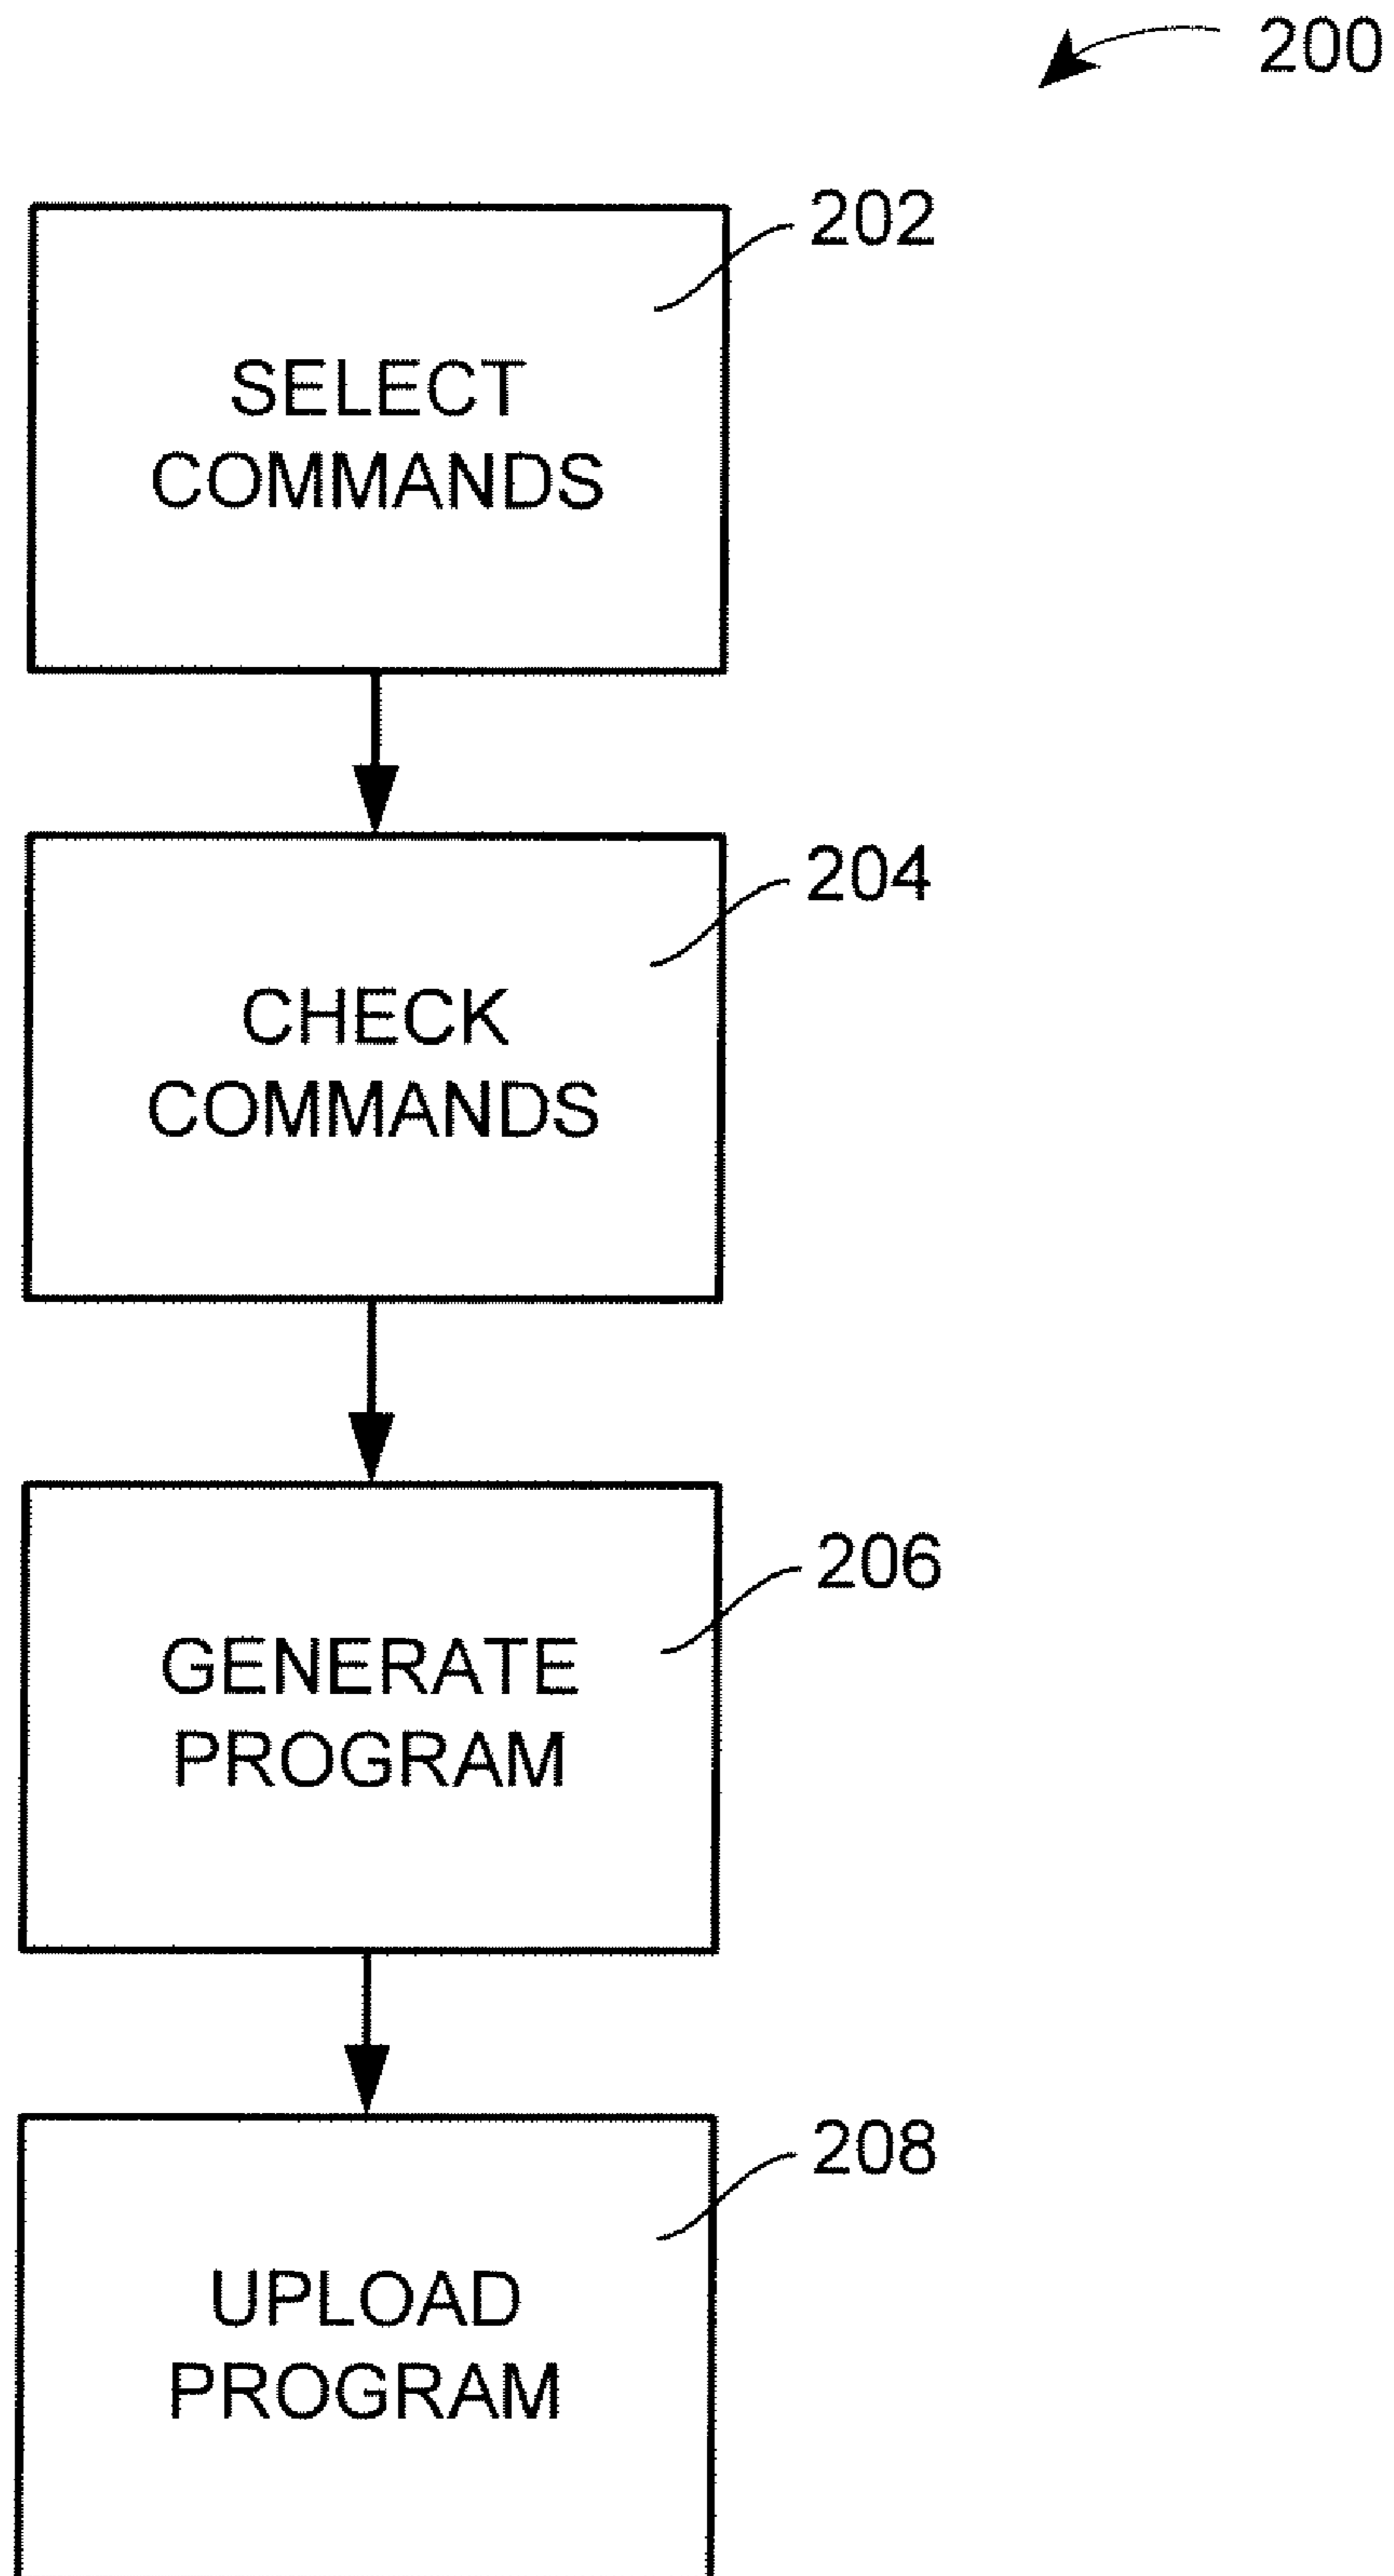 200
202
SELECT
COMMANDS
204
CHECK
COMMANDS
206
GENERATE
PROGRAM
208
UPLOAD
PROGRAM